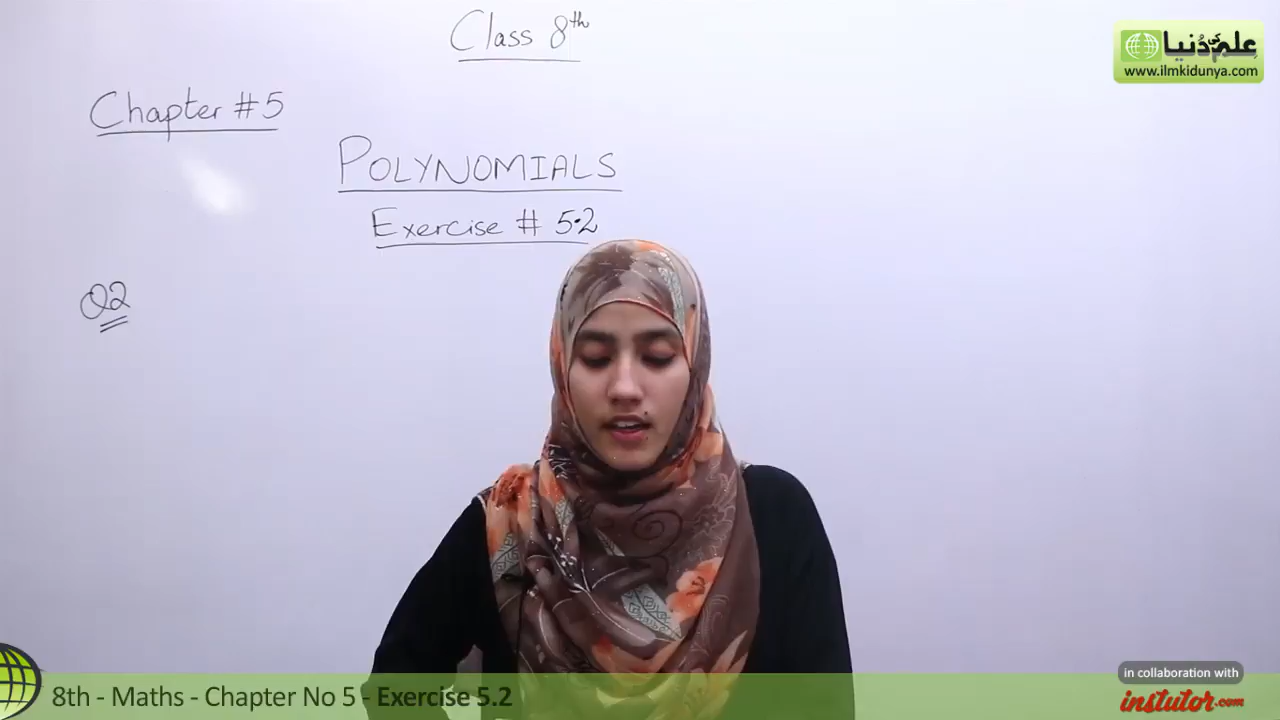 Class 8th
علم کی دُنیا
www.ilmkidunya.com
Chapter #5
POLYNOMIALS
Exercise # 5.2
Q2
in collaboration with
instutor.com
8th - Maths - Chapter No 5 - Exercise 5.2